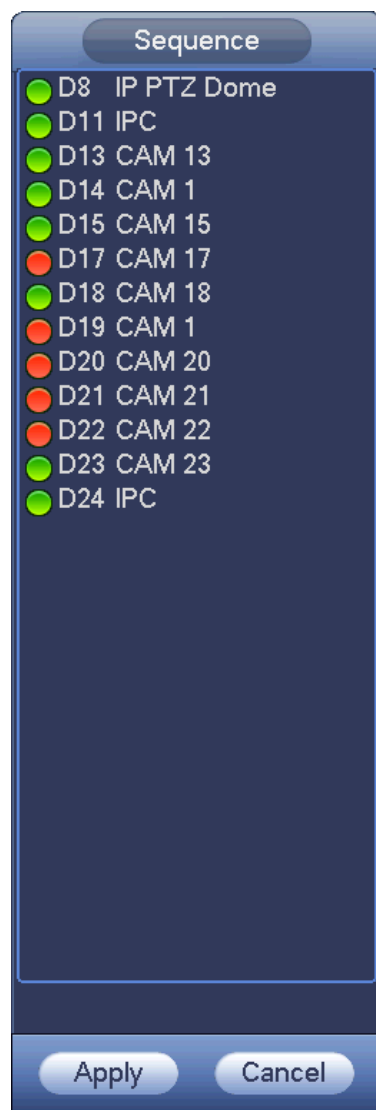 Sequence
D8 IP PTZ Dome
D11 IPC
D13 CAM 13
D14 CAM 1
D15 CAM 15
D17 CAM 17
D18 CAM 18
D19 CAM 1
D20 CAM 20
D21 CAM 21
D22 CAM 22
D23 CAM 23
D24 IPC
Apply Cancel